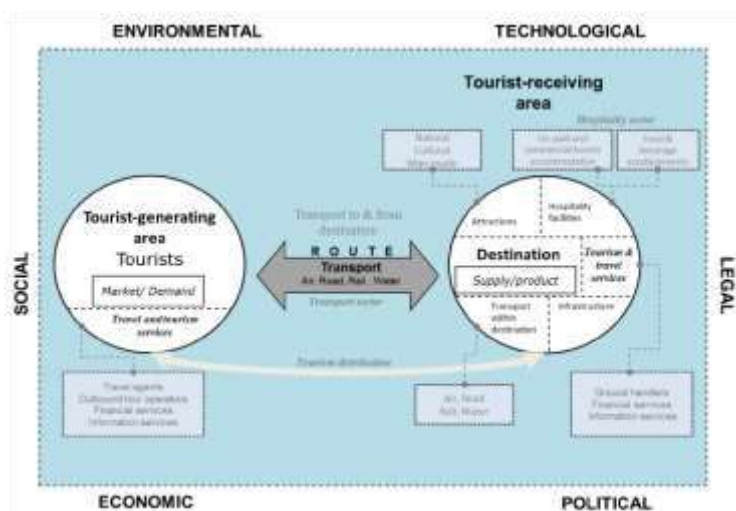 ENVIRONMENTAL
TECHNOLOGICAL
Tourist-receiving
area
Hospitality sector
Natural
Cultural
Man-made
Attractions
Hospitality
facilities
Tourist-generating
area
Tourists
Market/ Demand
Travel and tourism
services
Transport to & from
destination
R O U T E
Transport
Air Road Rail Water
Transport sector
Destination
Supply/product
Tourism &
travel
services
Transport
within
destination
Infrastructure
Tourism distribution
Travel agents
Outbound tour operators
Financial services
Information services
Air, Road
Rail, Water
Ground handlers
Financial services
Information services
SOCIAL
LEGAL
ECONOMIC
POLITICAL